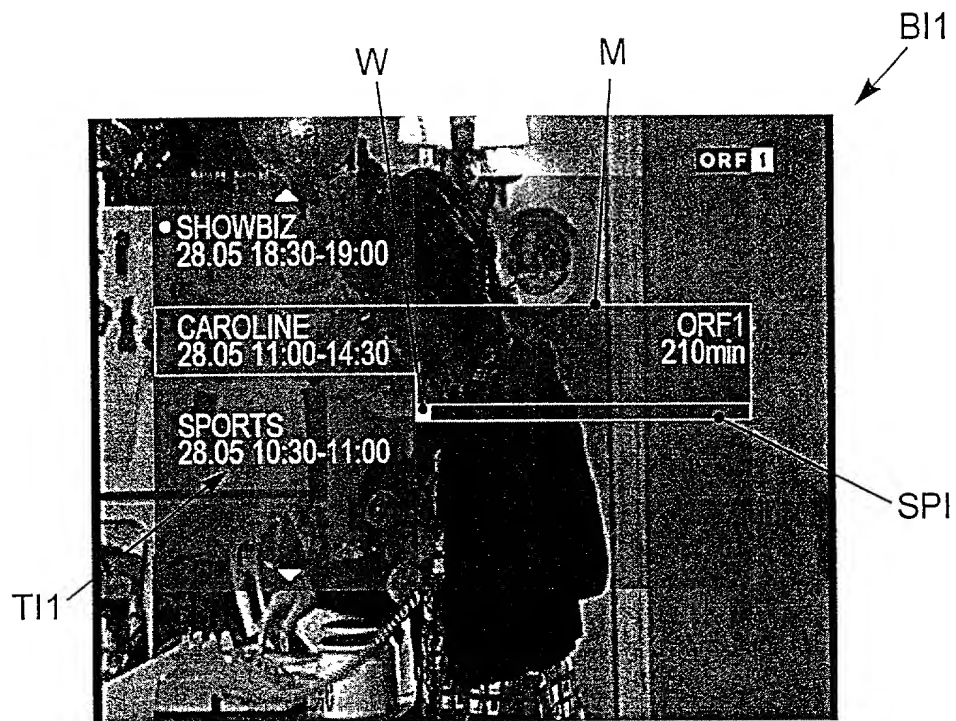 BI1
W
M
ORF 1
SHOWBIZ
28.05 18:30-19:00
CAROLINE
28.05 11:00-14:30
ORF1
210min
SPORTS
28.05 10:30-11:00
SPI
TI1